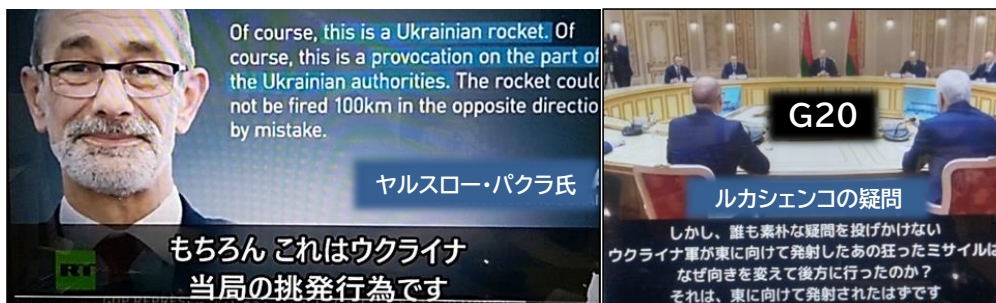 Of course, this is a Ukrainian rocket. Of
course, this is a provocation on the part of
the Ukrainian authorities. The rocket could
not be fired 100km in the opposite directio
by mistake.
ヤルスロー・パクラ氏
もちろん これはウクライナ
当局の挑発行為です
RT
G20
ルカシェンコの疑問
しかし、誰も素朴な疑問を投げかけない
ウクライナ軍が東に向けて発射したあの狂ったミサイルは
なぜ向きを変えて後方に行ったのか？
それは、東に向けて発射されたはずです